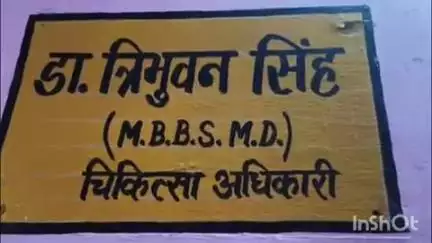 डा. त्रिभुवन सिंह
(M.B.B.S. M.D.)
चिकित्सा अधिकारी
InShOt